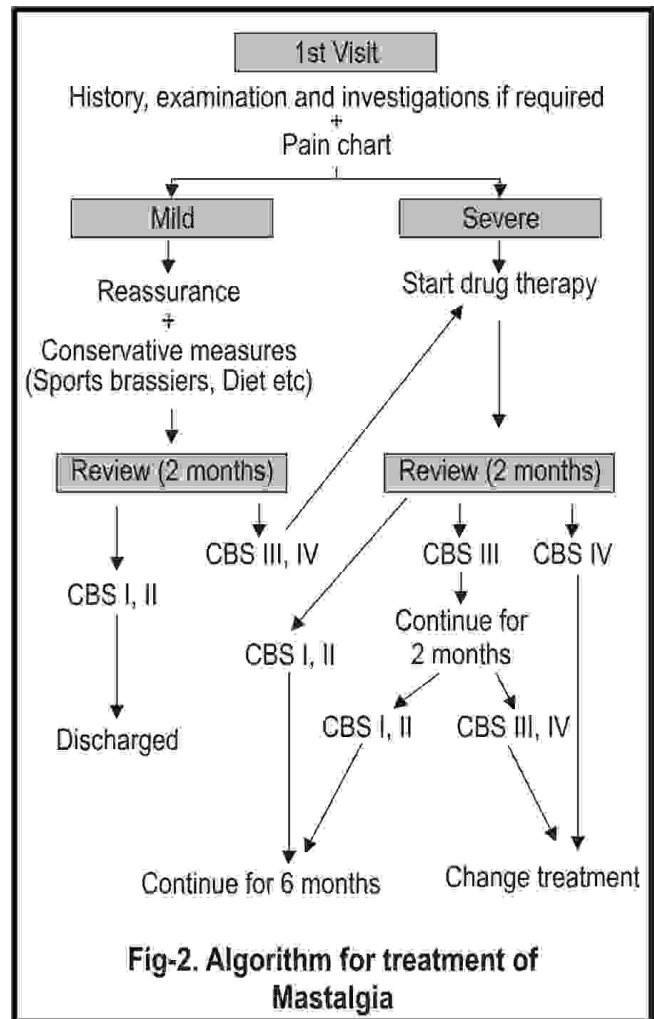 1st Visit
History, examination and investigations if required
+
Pain chart
Mild
Severe
Reassurance
+
Conservative measures
(Sports brassiers, Diet etc)
Start drug therapy
Review (2 months)
Review (2 months)
CBS I, II
CBS III, IV
Discharged
CBS I, II
CBS III
CBS IV
Continue for
2 months
CBS I, II
CBS III, IV
Continue for 6 months
Change treatment
Fig-2. Algorithm for treatment of
Mastalgia